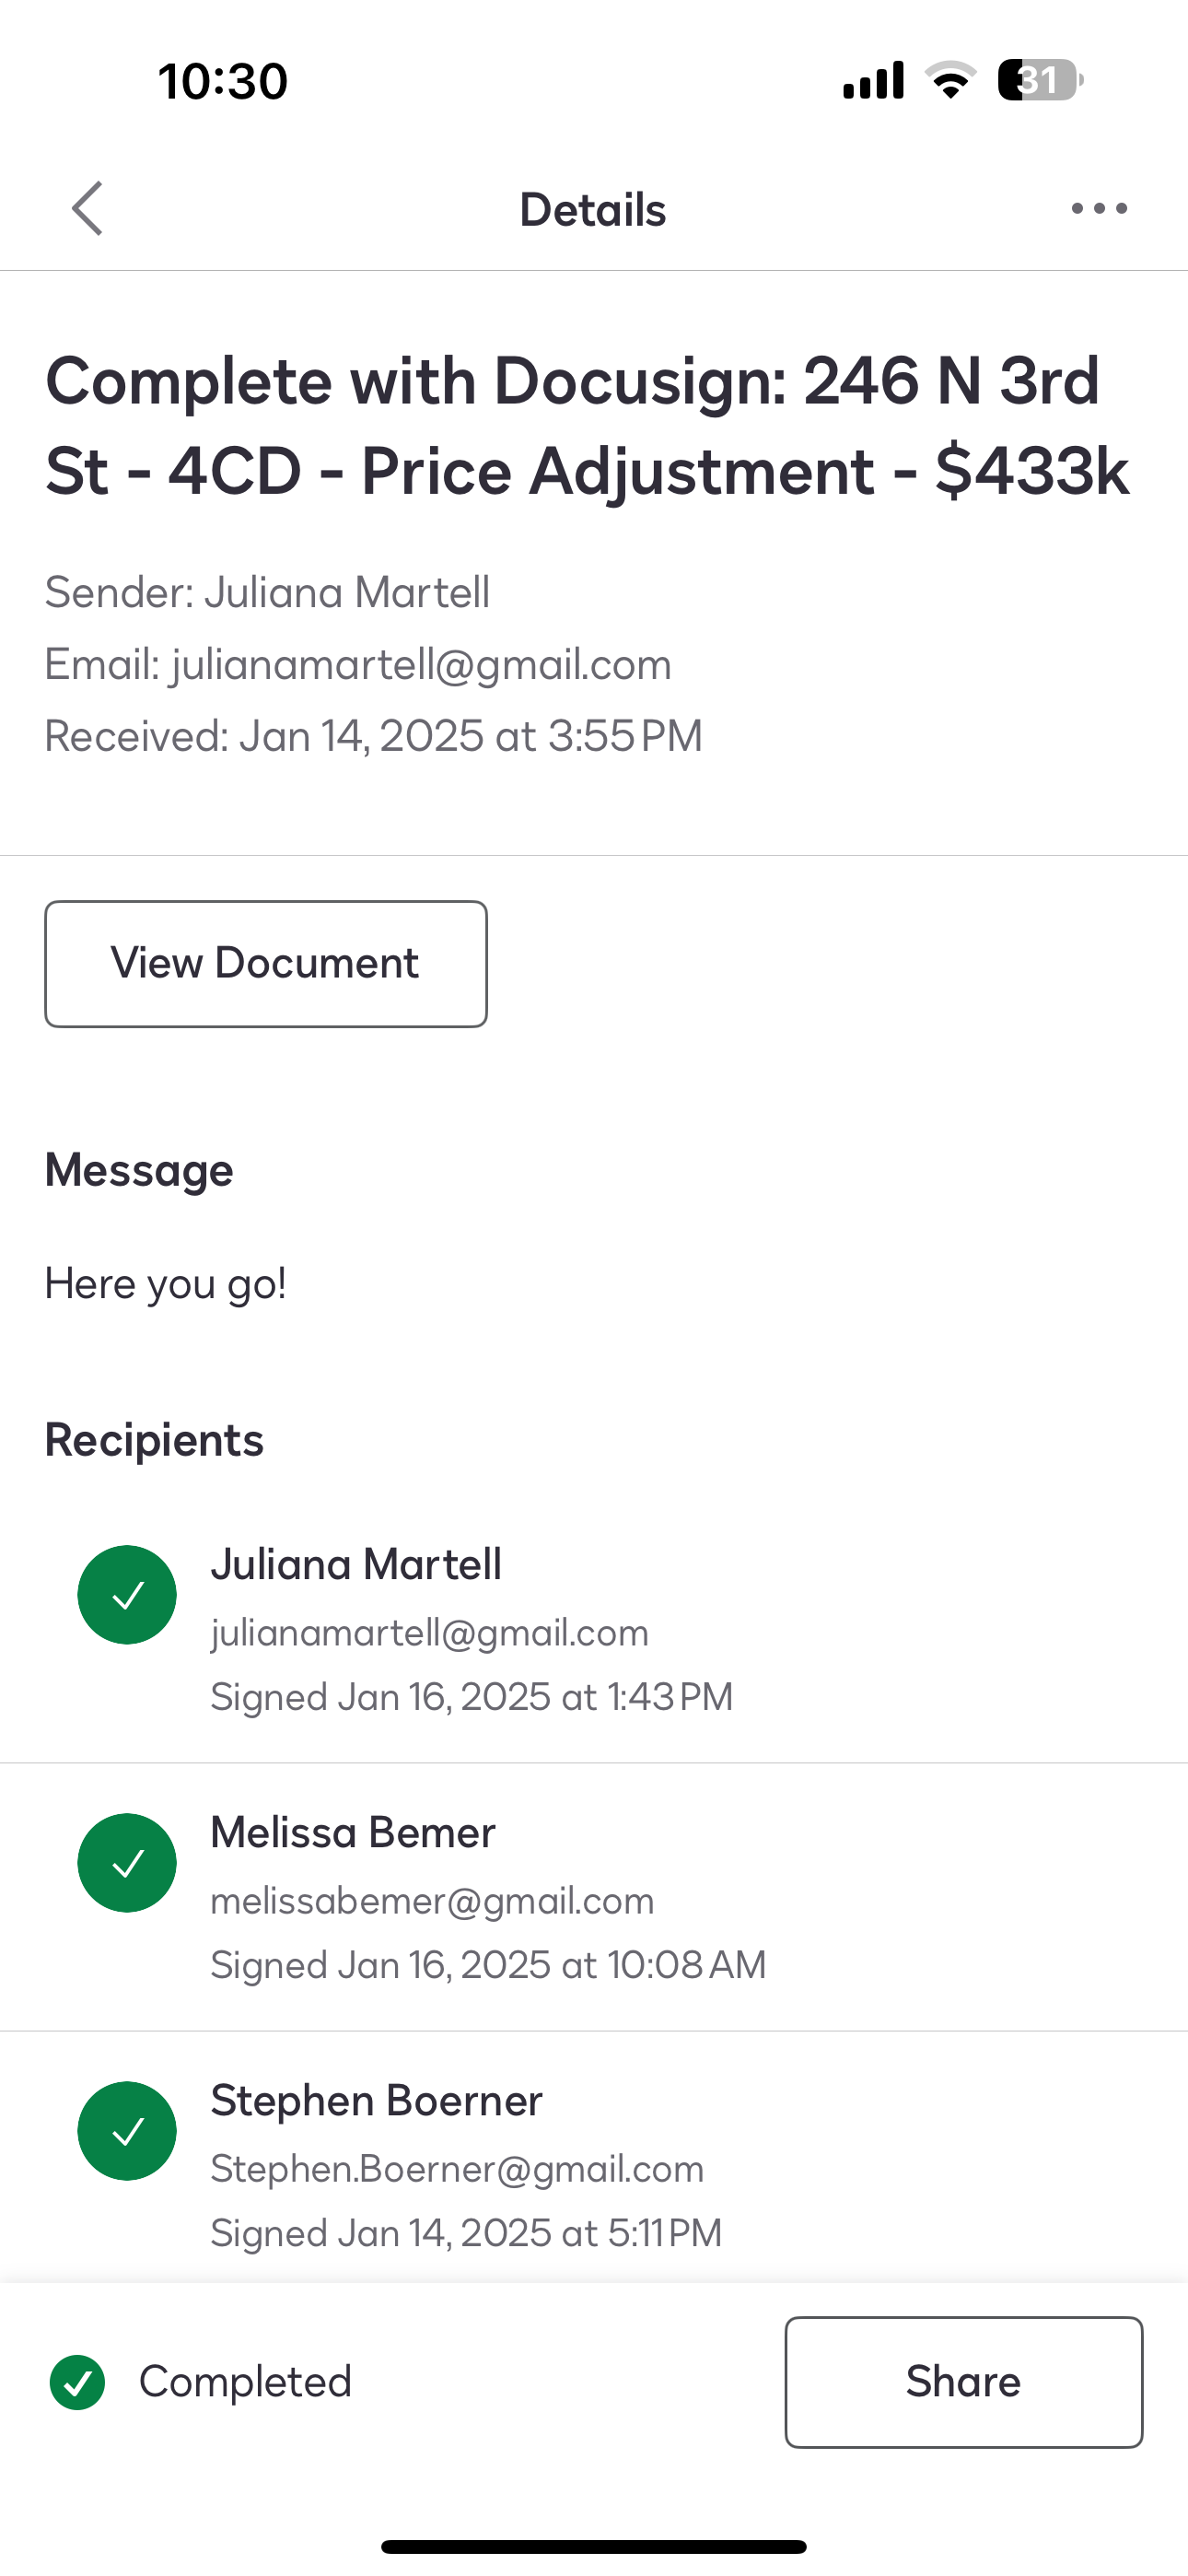 10:30
31
Details
Complete with Docusign: 246 N 3rd
St - 4CD - Price Adjustment - $433k
Sender: Juliana Martell
Email: julianamartell@gmail.com
Received: Jan 14, 2025 at 3:55 PM
View Document
Message
Here you go!
Recipients
Juliana Martell
julianamartell@gmail.com
Signed Jan 16, 2025 at 1:43 PM
Melissa Bemer
melissabemer@gmail.com
Signed Jan 16, 2025 at 10:08 AM
Stephen Boerner
Stephen.Boerner@gmail.com
Signed Jan 14, 2025 at 5:11 PM
Completed
Share